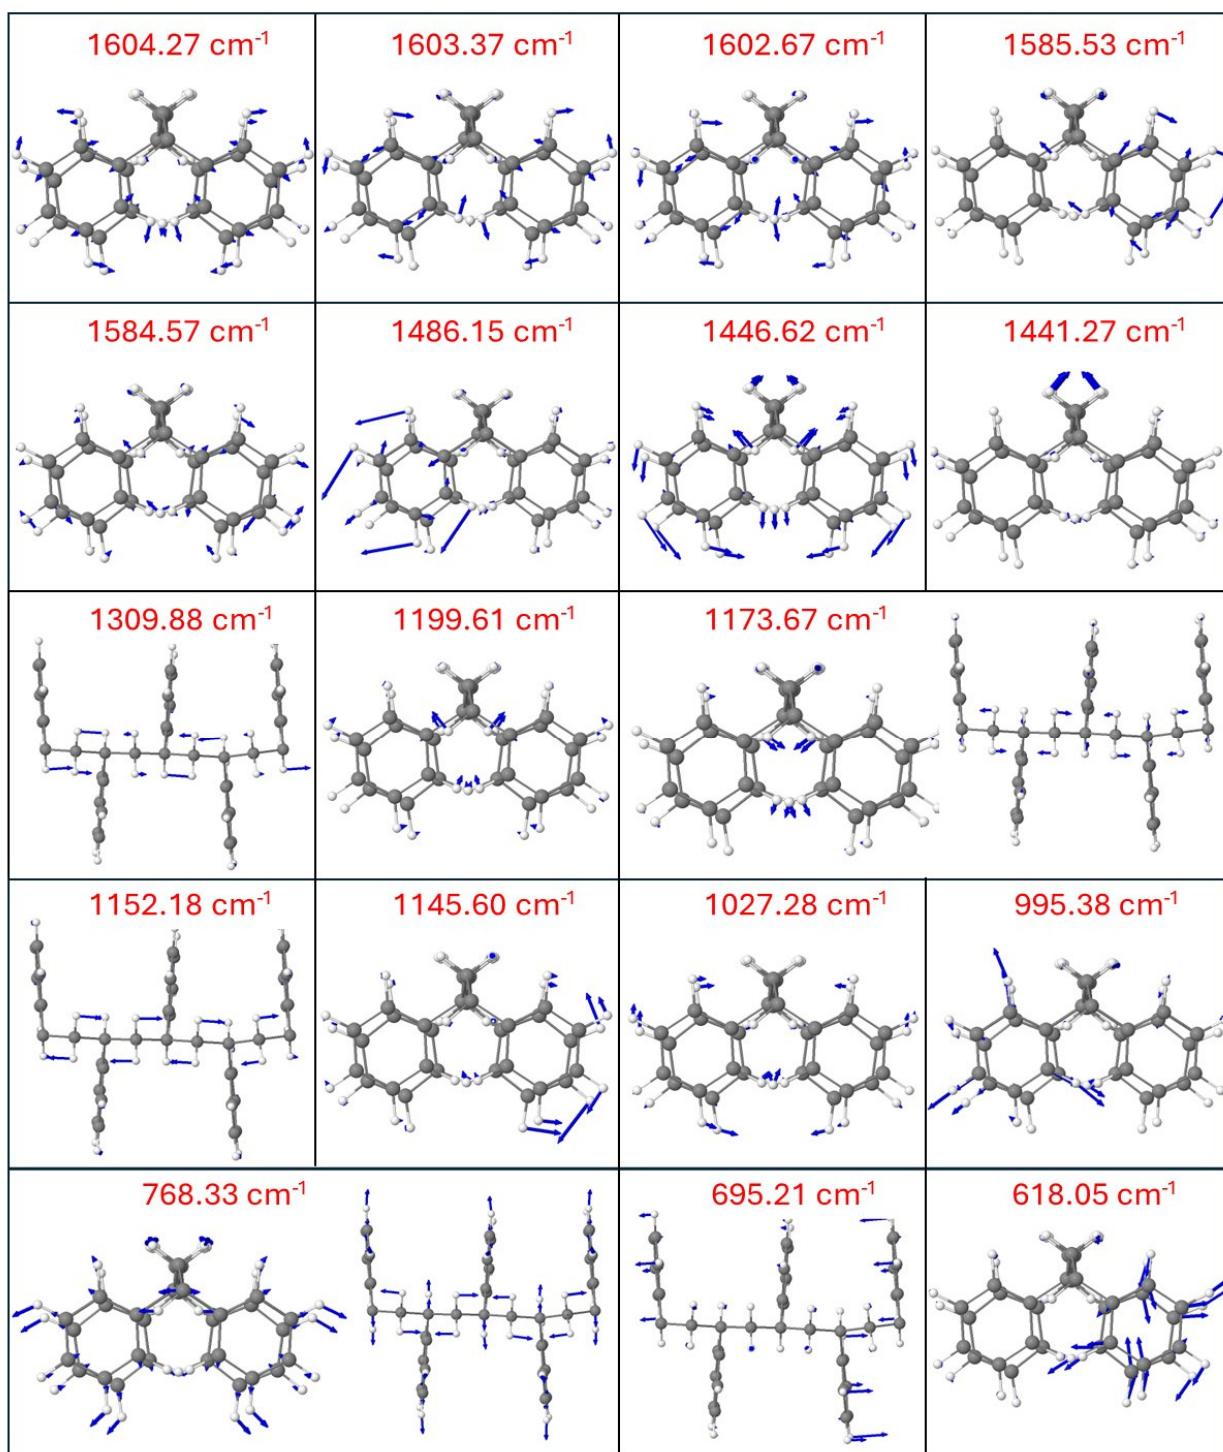 1604.27 cm⁻¹
1603.37 cm⁻¹
1602.67 cm⁻¹
1585.53 cm⁻¹
1584.57 cm⁻¹
1486.15 cm⁻¹
1446.62 cm⁻¹
1441.27 cm⁻¹
1309.88 cm⁻¹
1199.61 cm⁻¹
1173.67 cm⁻¹
1152.18 cm⁻¹
1145.60 cm⁻¹
1027.28 cm⁻¹
995.38 cm⁻¹
768.33 cm⁻¹
695.21 cm⁻¹
618.05 cm⁻¹